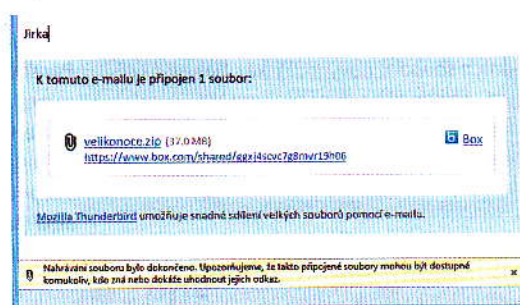 Jirka
K tomuto e-mailu je připojen 1 soubor:
velikonoce.zip (37,0 MB)
Box
Mozilla Thunderbird umožňuje snadné sdílení velkých souborů pomocí e-mailu.
Nahrávání souboru bylo dokončeno. Upozorňujeme, že takto připojené soubory mohou být dostupné
komukoliv, kdo zná nebo dokáže uhodnout jejich odkaz.